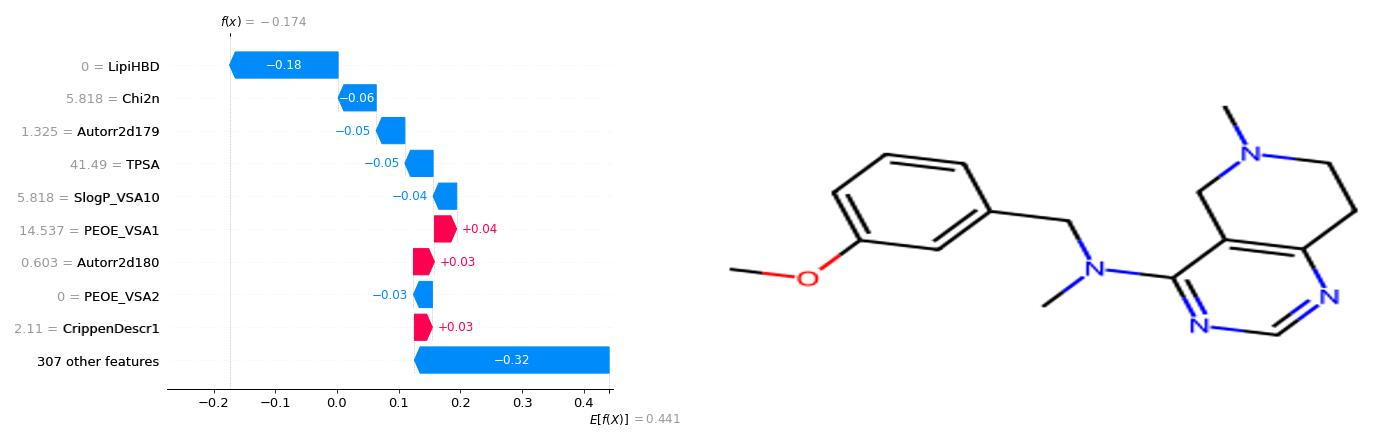 f(x) = −0.174
0 = LipiHBD
−0.18
5.818 = Chi2n
−0.06
1.325 = Autorr2d179
−0.05
41.49 = TPSA
−0.05
5.818 = SlogP_VSA10
−0.04
14.537 = PEOE_VSA1
+0.04
0.603 = Autorr2d180
+0.03
0 = PEOE_VSA2
−0.03
2.11 = CrippenDescr1
+0.03
307 other features
−0.32
−0.2 −0.1 0.0 0.1 0.2 0.3 0.4
E[f(X)] = 0.441
N
O
N
N
N